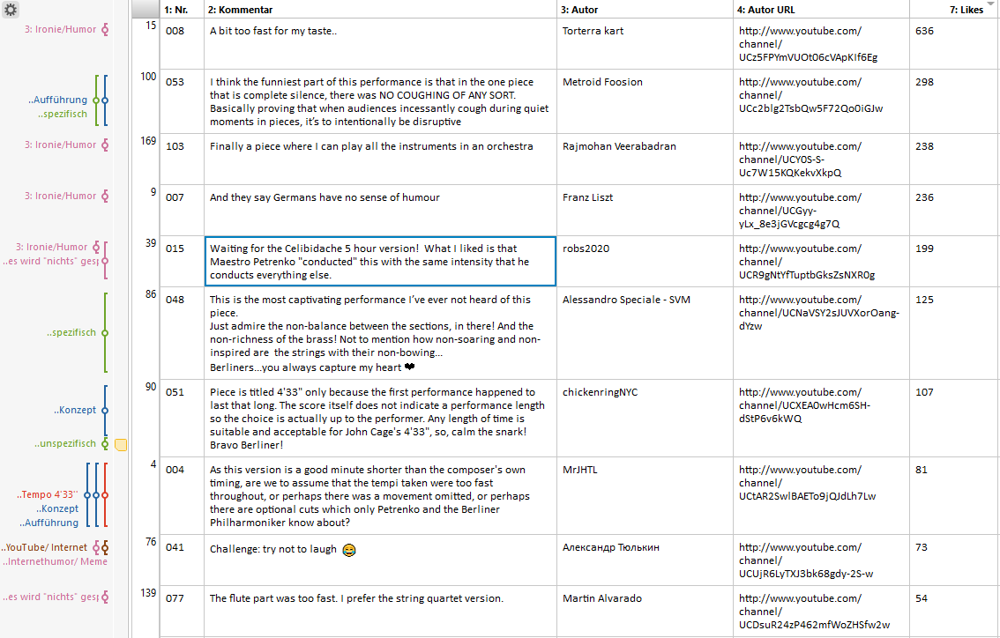 1: Nr. 2: Kommentar 3: Autor 4: Autor URL 7: Likes
3: Ironie/Humor
15 008 A bit too fast for my taste.. Torterra kart http://www.youtube.com/ 636
channel/
UCz5FPYmVUOt06cVApKIf6Eg
100 053 I think the funniest part of this performance is that in the one piece Metroid Foosion http://www.youtube.com/ 298
that is complete silence, there was NO COUGHING OF ANY SORT. channel/
Basically proving that when audiences incessantly cough during quiet UCc2blg2TsbQw5F72Qo0iGJw
moments in pieces, it’s to intentionally be disruptive
..Aufführung
..spezifisch
3: Ironie/Humor
169 103 Finally a piece where I can play all the instruments in an orchestra Rajmohan Veerabadran http://www.youtube.com/ 238
channel/UCY0S-S-
Uc7W15KQKekvXkpQ
3: Ironie/Humor
9 007 And they say Germans have no sense of humour Franz Liszt http://www.youtube.com/ 236
channel/UCGyy-
yLx_8e3jGVcgcg4g7Q
3: Ironie/Humor
..es wird "nichts" gesp
39 015 Waiting for the Celibidache 5 hour version!  What I liked is that robs2020 http://www.youtube.com/ 199
Maestro Petrenko "conducted" this with the same intensity that he channel/
conducts everything else. UCR9gNtYfTuptbGksZsNXR0g
86 048 This is the most captivating performance I’ve ever not heard of this Alessandro Speciale - SVM http://www.youtube.com/ 125
piece. channel/UCNaVSY2sJUVXorOang-
Just admire the non-balance between the sections, in there! And the dYzw
non-richness of the brass! Not to mention how non-soaring and non-
inspired are  the strings with their non-bowing...
Berliners...you always capture my heart ❤
..spezifisch
90 051 Piece is titled 4'33" only because the first performance happened to chickenringNYC http://www.youtube.com/ 107
last that long. The score itself does not indicate a performance length channel/UCXEA0wHcm6SH-
so the choice is actually up to the performer. Any length of time is dStP6v6kWQ
suitable and acceptable for John Cage's 4'33", so, calm the snark!
Bravo Berliner!
..Konzept
..unspezifisch
4 004 As this version is a good minute shorter than the composer's own MrJHTL http://www.youtube.com/ 81
timing, are we to assume that the tempi taken were too fast channel/
throughout, or perhaps there was a movement omitted, or perhaps UCtAR2SwlBAETo9jQJdLh7Lw
there are optional cuts which only Petrenko and the Berliner
Philharmoniker know about?
..Tempo 4'33''
..Konzept
..Aufführung
..YouTube/ Internet
..Internethumor/ Meme
76 041 Challenge: try not to laugh 😂 Александр Тюлькин http://www.youtube.com/ 73
channel/
UCUjR6LyTXJ3bk68gdy-2S-w
..es wird "nichts" gesp
139 077 The flute part was too fast. I prefer the string quartet version. Martin Alvarado http://www.youtube.com/ 54
channel/
UCDsuR24zP462mfWoZHSfw2w